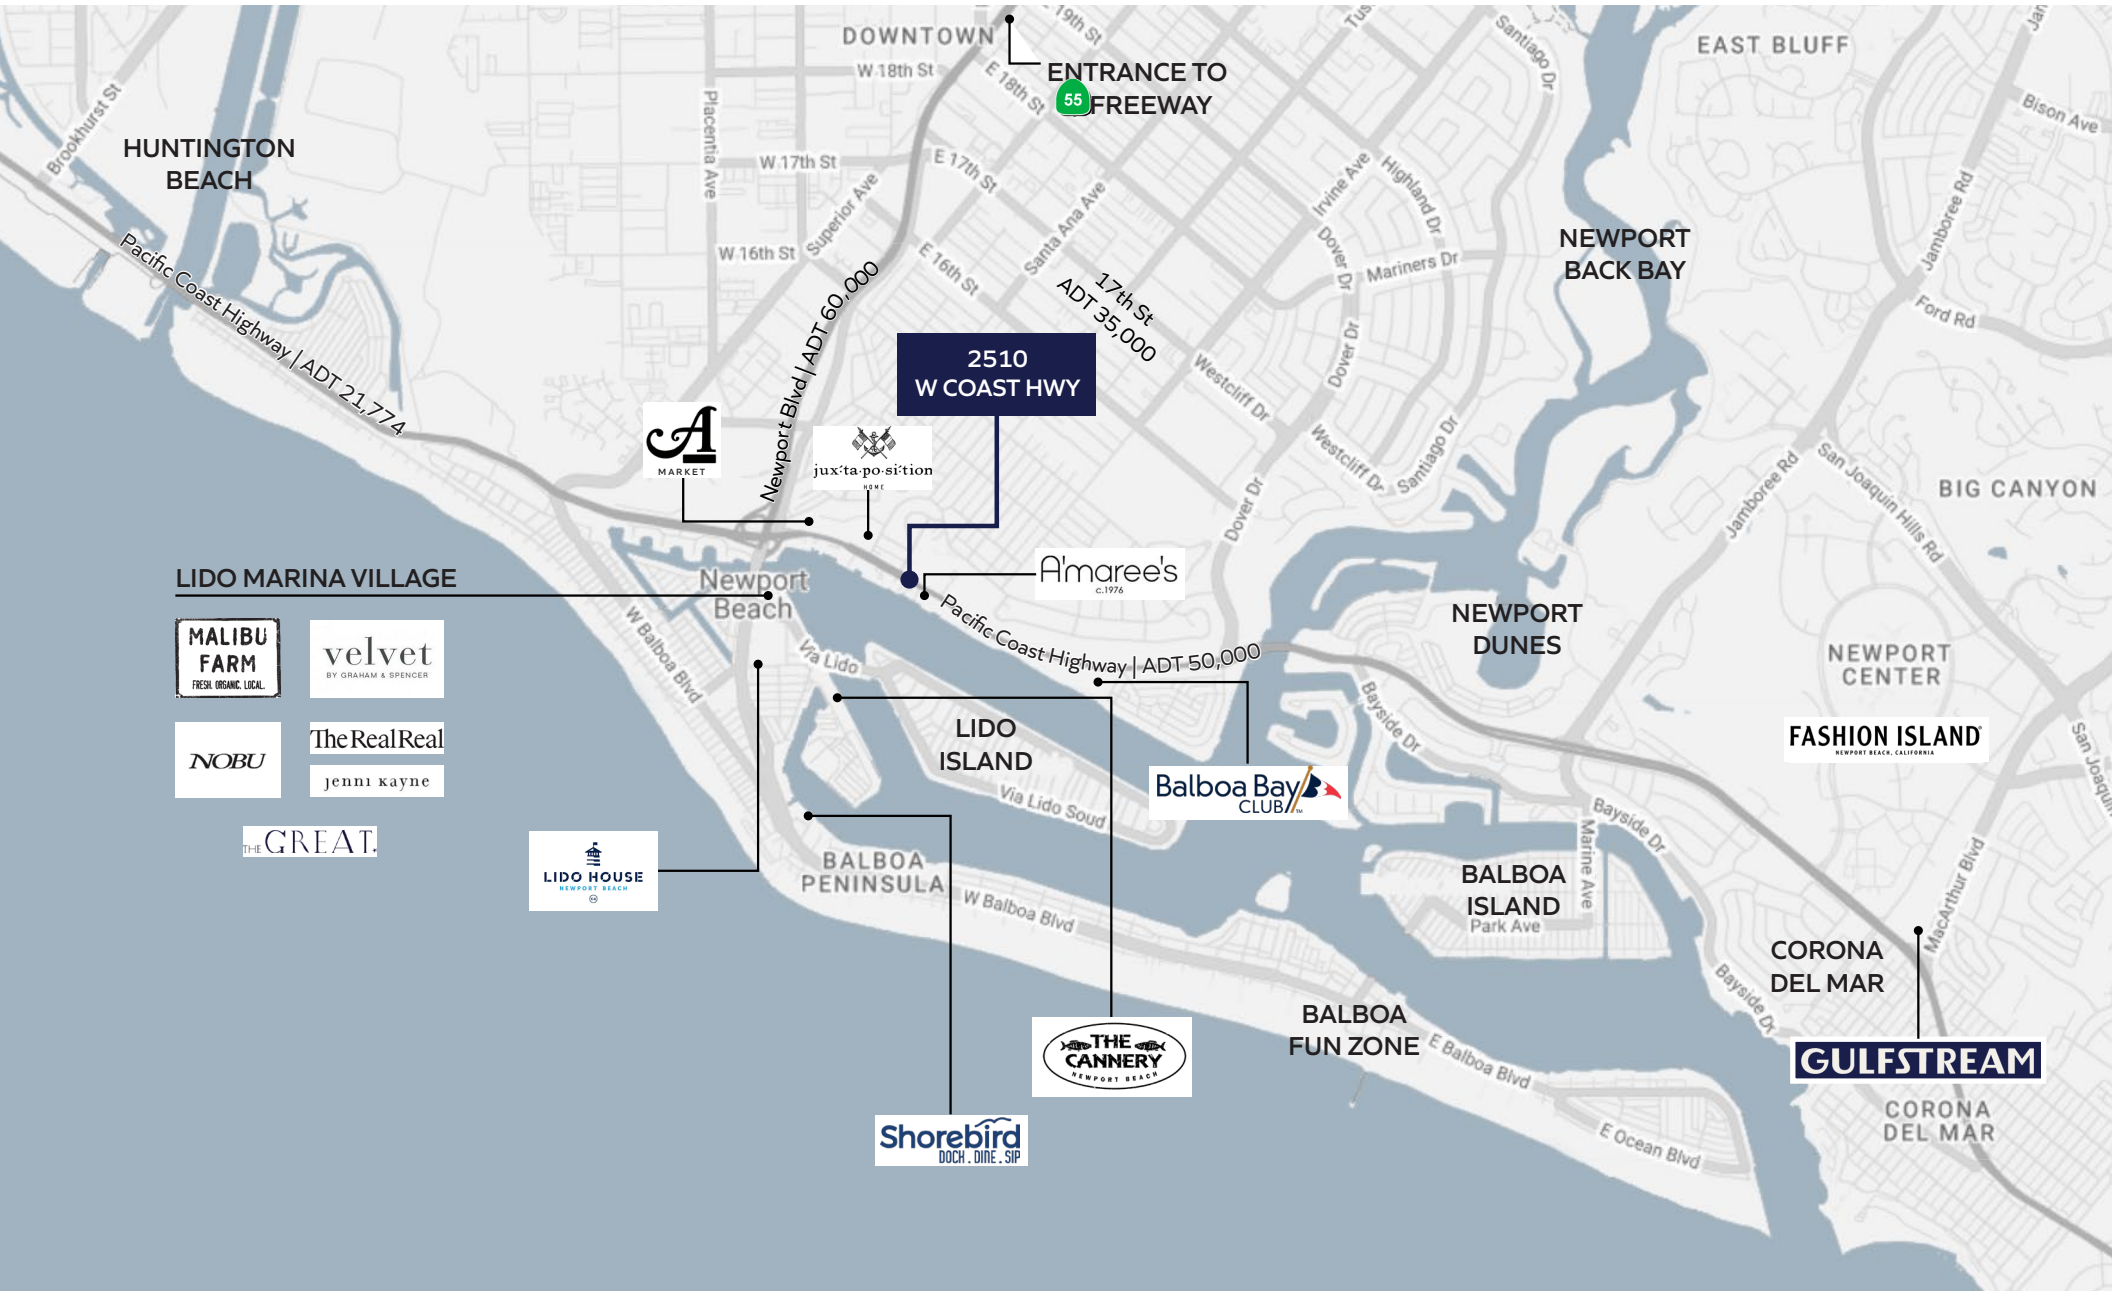 DOWNTOWN
19th St
Tus
Santiago Dr
EAST BLUFF
Jan
W 18th St
E 18th St
ENTRANCE TO
55 FREEWAY
Brookhurst St
Placentia Ave
Bison Ave
HUNTINGTON
BEACH
W 17th St
E 17th St
Superior Ave
Santa Ana Ave
Irvine Ave
Highland Dr
Jamboree Rd
W 16th St
E 16th St
Dover Dr
Mariners Dr
NEWPORT
BACK BAY
Pacific Coast Highway | ADT 21,774
Newport Blvd | ADT 60,000
17th St
ADT 35,000
Ford Rd
2510
W COAST HWY
Dover Dr
Westcliff Dr
A
MARKET
jux·ta·po·si·tion
HOME
Westcliff Dr
Santiago Dr
Dover Dr
Jamboree Rd
San Joaquin Hills Rd
BIG CANYON
LIDO MARINA VILLAGE
Newport
Beach
A'maree's
c.1976
Pacific Coast Highway | ADT 50,000
NEWPORT
DUNES
MALIBU
FARM
FRESH. ORGANIC. LOCAL.
velvet
BY GRAHAM & SPENCER
W Balboa Blvd
Via Lido
NEWPORT
CENTER
NOBU
TheRealReal
jenni kayne
THE GREAT.
LIDO
ISLAND
Via Lido Soud
Bayside Dr
FASHION ISLAND
NEWPORT BEACH, CALIFORNIA
San Joaquin
Balboa Bay
CLUB
TM
LIDO HOUSE
NEWPORT BEACH
BALBOA
PENINSULA
W Balboa Blvd
Bayside Dr
Marine Ave
BALBOA
ISLAND
Park Ave
MacArthur Blvd
CORONA
DEL MAR
Bayside Dr
BALBOA
FUN ZONE
E Balboa Blvd
THE
CANNERY
NEWPORT BEACH
GULFSTREAM
Shorebird
DOCK . DINE . SIP
E Ocean Blvd
CORONA
DEL MAR